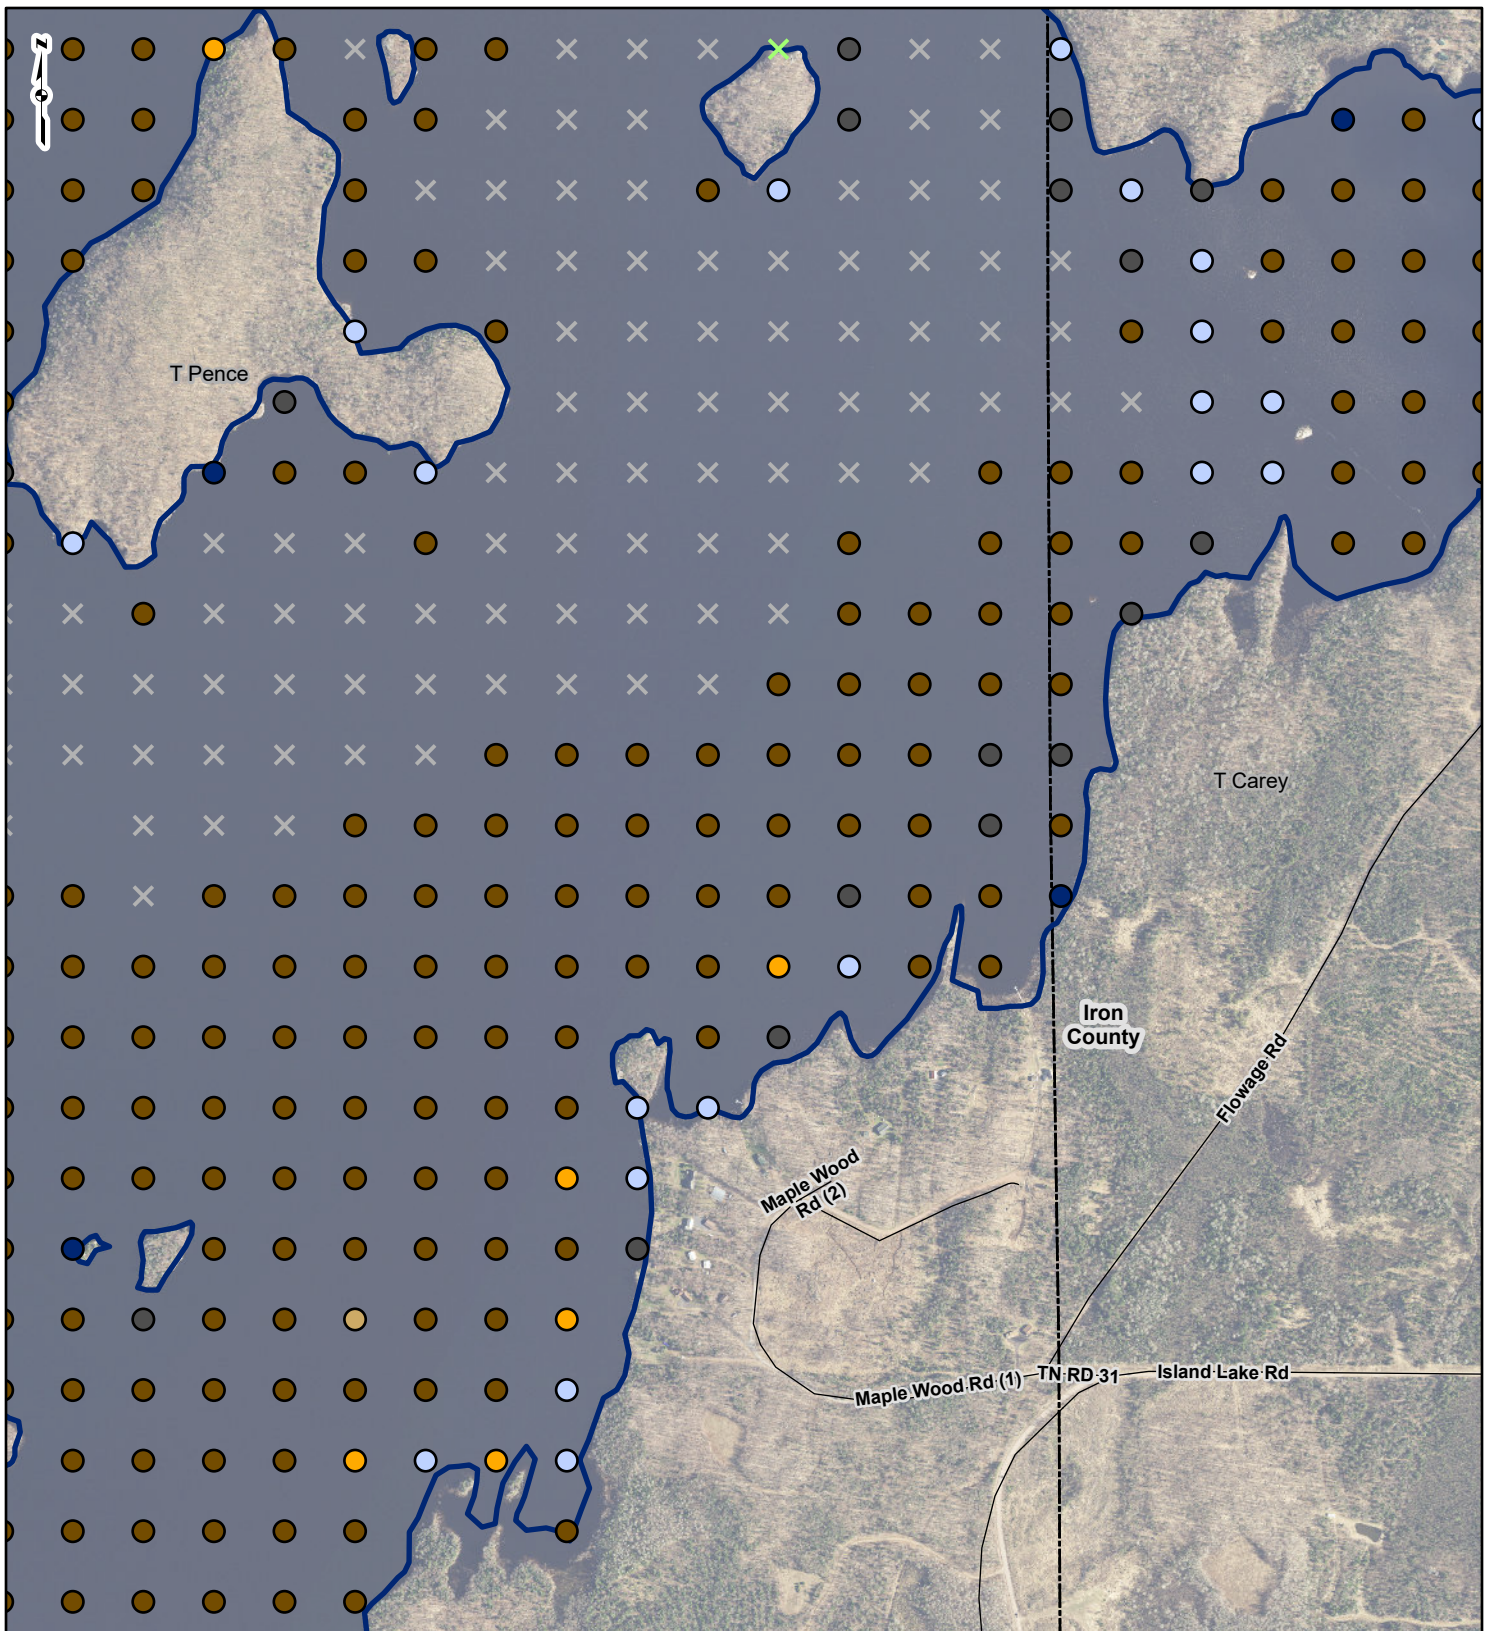 N
T Pence
T Carey
Iron
County
Flowage Rd
Maple Wood
Rd (2)
Maple Wood Rd (1)
TN RD 31
Island Lake Rd